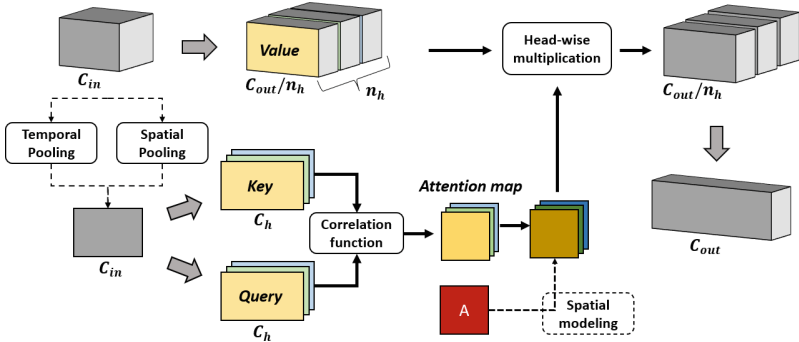 Value
Head-wise
multiplication
C_in
C_out/n_h
n_h
C_out/n_h
Temporal
Pooling
Spatial
Pooling
Key
C_h
Attention map
Correlation
function
C_in
C_out
Query
A
Spatial
modeling
C_h